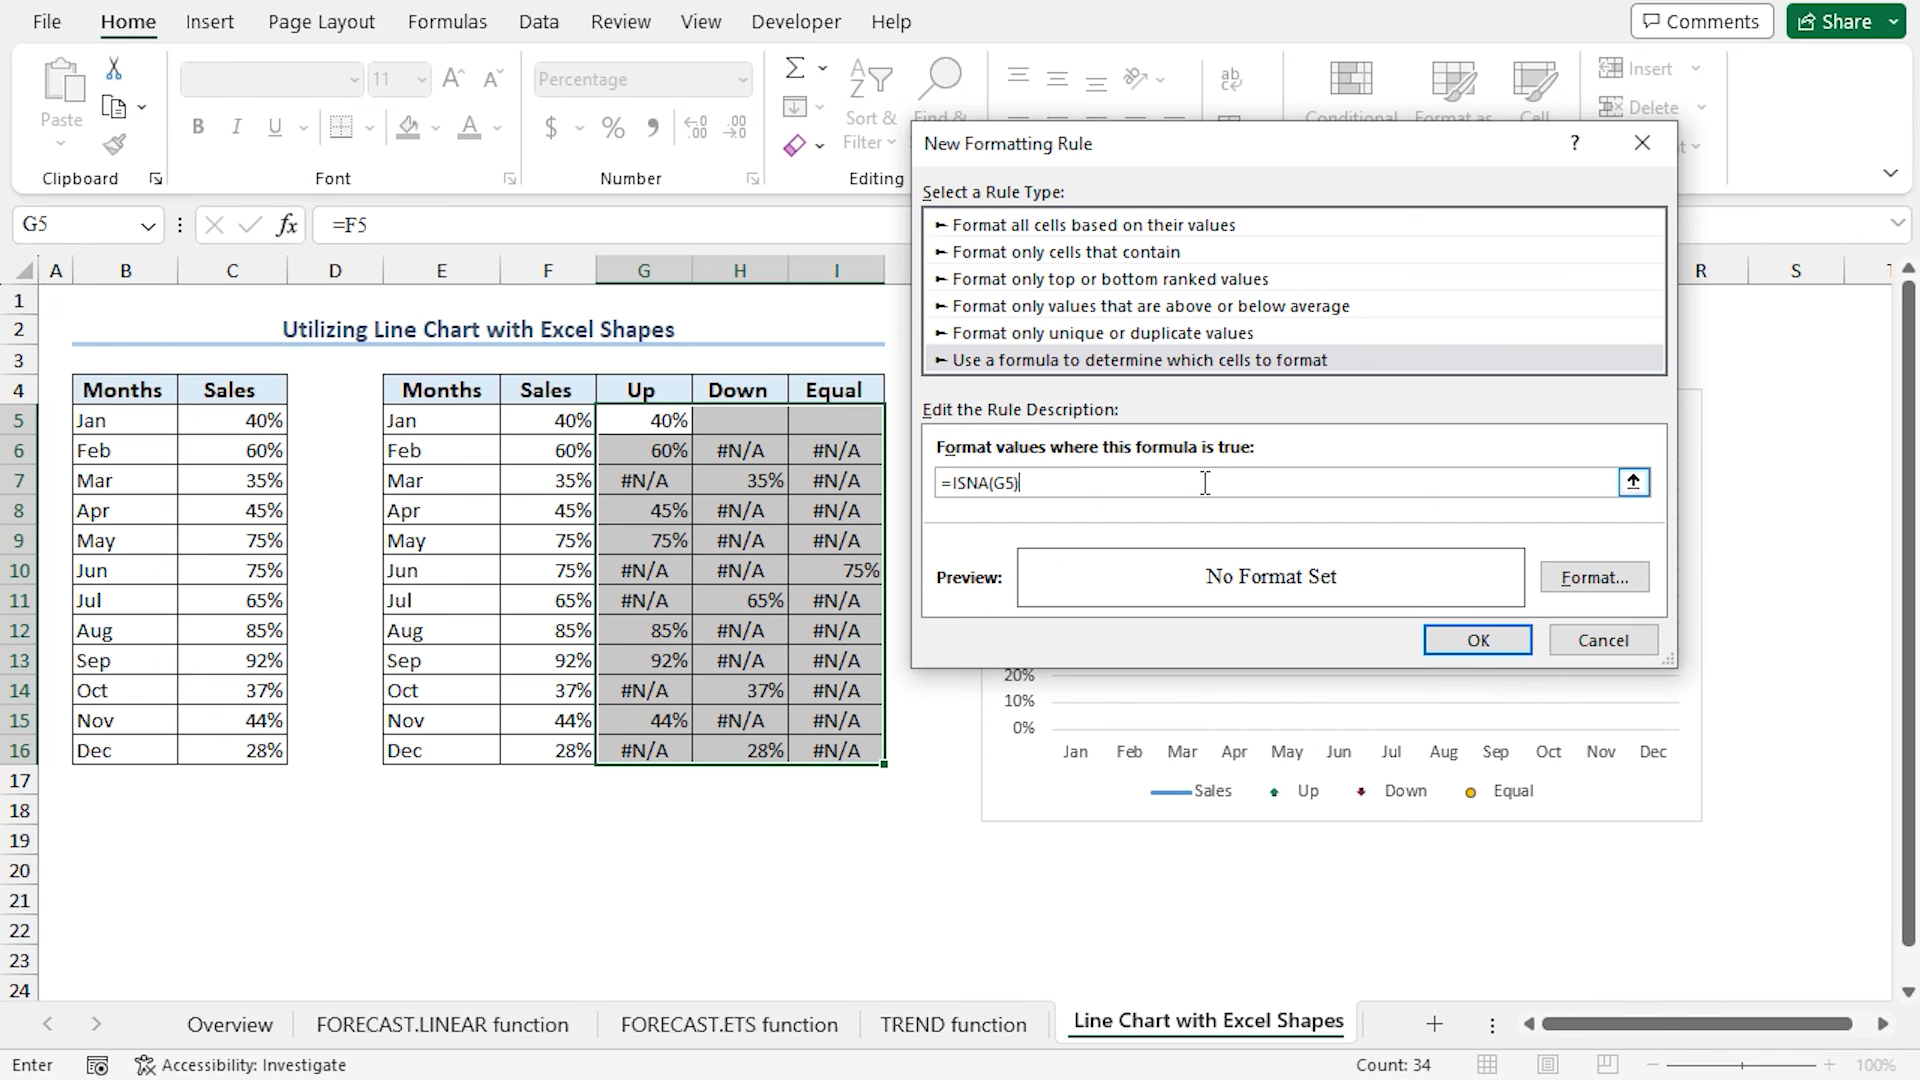 File Home Insert Page Layout Formulas Data Review View Developer Help Comments Share
Paste
11
Percentage
Sort & Filter
Find &
Conditional Format as Cell
Insert
Delete
Clipboard Font Number Editing
G5 fx =F5
New Formatting Rule ?
Select a Rule Type:
► Format all cells based on their values
► Format only cells that contain
► Format only top or bottom ranked values
► Format only values that are above or below average
► Format only unique or duplicate values
► Use a formula to determine which cells to format
Edit the Rule Description:
Format values where this formula is true:
=ISNA(G5)
Preview: No Format Set Format...
OK Cancel
A B C D E F G H I R S T
1
2 Utilizing Line Chart with Excel Shapes
3
4 Months Sales Months Sales Up Down Equal
5 Jan 40% Jan 40% 40%
6 Feb 60% Feb 60% 60% #N/A #N/A
7 Mar 35% Mar 35% #N/A 35% #N/A
8 Apr 45% Apr 45% 45% #N/A #N/A
9 May 75% May 75% 75% #N/A #N/A
10 Jun 75% Jun 75% #N/A #N/A 75%
11 Jul 65% Jul 65% #N/A 65% #N/A
12 Aug 85% Aug 85% 85% #N/A #N/A
13 Sep 92% Sep 92% 92% #N/A #N/A
14 Oct 37% Oct 37% #N/A 37% #N/A
15 Nov 44% Nov 44% 44% #N/A #N/A
16 Dec 28% Dec 28% #N/A 28% #N/A
17
18
19
20
21
22
23
24
20%
10%
0%
Jan Feb Mar Apr May Jun Jul Aug Sep Oct Nov Dec
Sales Up Down Equal
Overview FORECAST.LINEAR function FORECAST.ETS function TREND function Line Chart with Excel Shapes
Enter Accessibility: Investigate Count: 34 100%